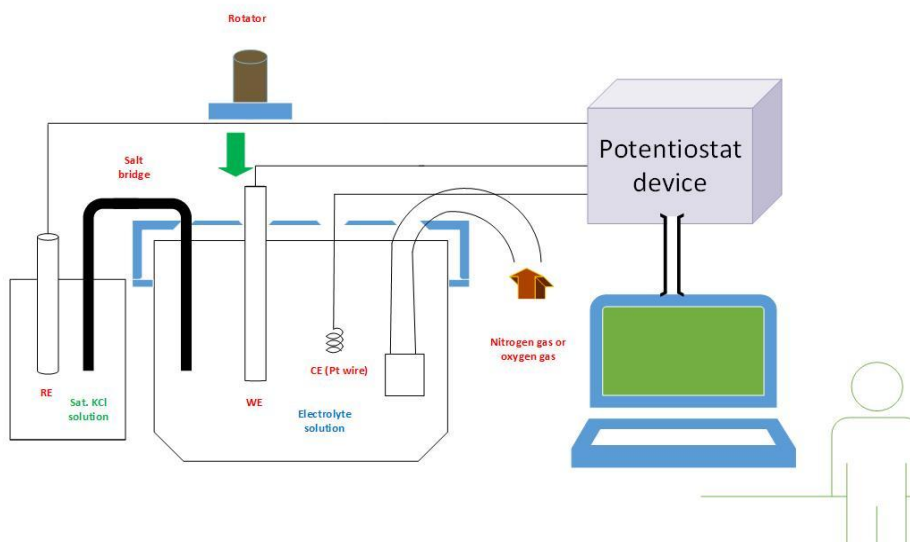 Rotator
Potentiostat
device
Salt
bridge
Nitrogen gas or
oxygen gas
CE (Pt wire)
RE
Sat. KCl
solution
WE
Electrolyte
solution